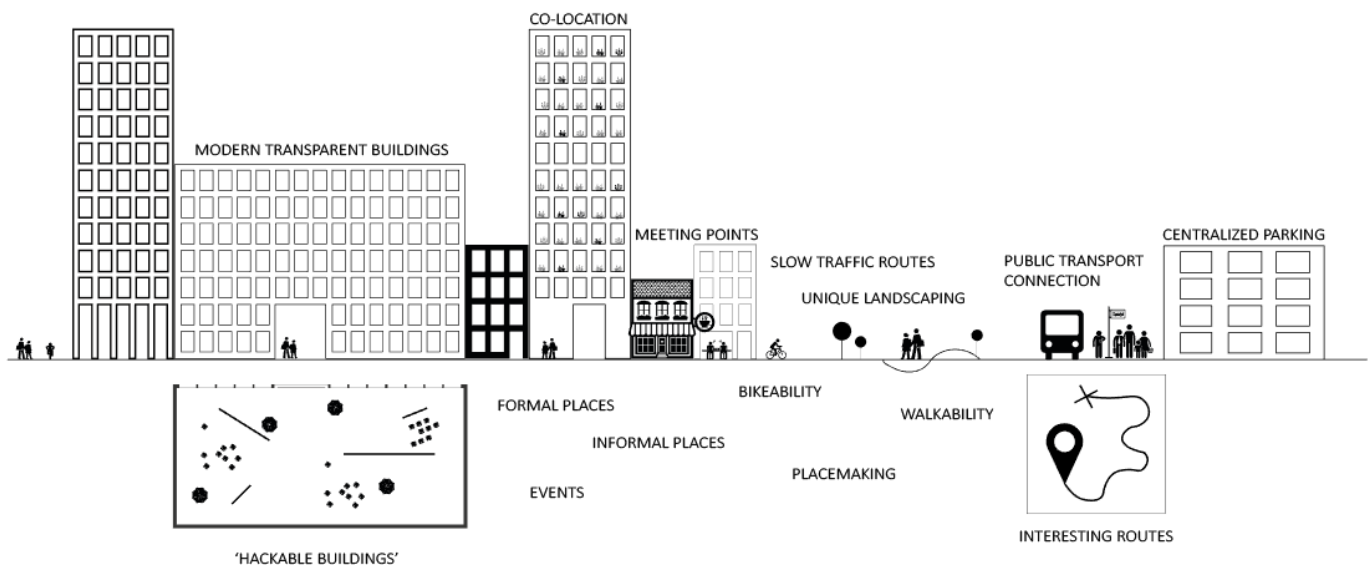 CO-LOCATION
MODERN TRANSPARENT BUILDINGS
MEETING POINTS
SLOW TRAFFIC ROUTES
UNIQUE LANDSCAPING
PUBLIC TRANSPORT
CONNECTION
CENTRALIZED PARKING
FORMAL PLACES
INFORMAL PLACES
EVENTS
BIKEABILITY
WALKABILITY
PLACEMAKING
'HACKABLE BUILDINGS'
INTERESTING ROUTES